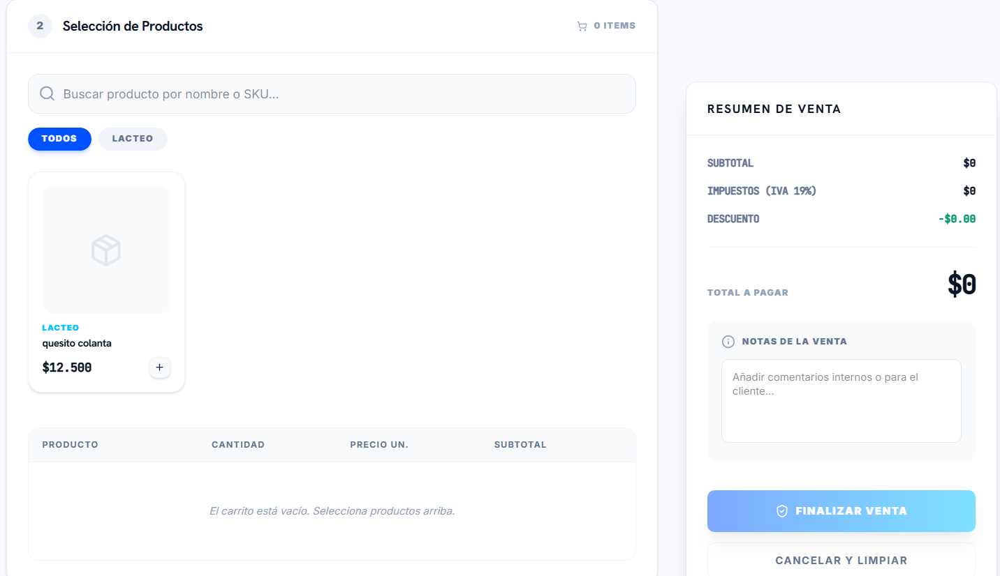 2
Selección de Productos
0 ITEMS
Buscar producto por nombre o SKU...
TODOS
LACTEO
LACTEO
quesito colanta
$12.500
+
PRODUCTO
CANTIDAD
PRECIO UN.
SUBTOTAL
El carrito está vacío. Selecciona productos arriba.
RESUMEN DE VENTA
SUBTOTAL
$0
IMPUESTOS (IVA 19%)
$0
DESCUENTO
-$0.00
TOTAL A PAGAR
$0
NOTAS DE LA VENTA
Añadir comentarios internos o para el
cliente...
FINALIZAR VENTA
CANCELAR Y LIMPIAR